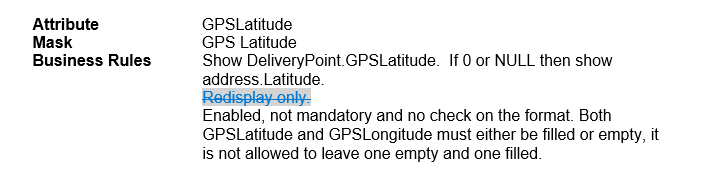 Attribute GPSLatitude
Mask GPS Latitude
Business Rules Show DeliveryPoint.GPSLatitude.  If 0 or NULL then show
address.Latitude.
Redisplay only.
Enabled, not mandatory and no check on the format. Both
GPSLatitude and GPSLongitude must either be filled or empty, it
is not allowed to leave one empty and one filled.